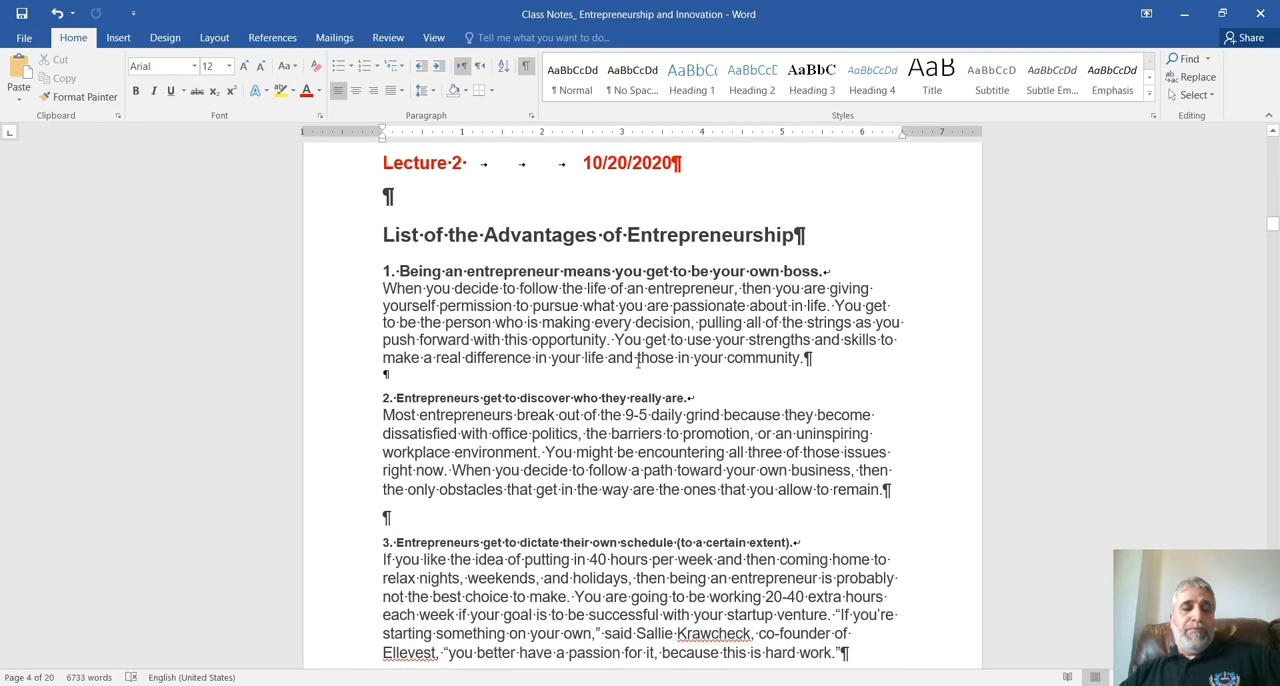 Class Notes_ Entrepreneurship and Innovation - Word
File Home Insert Design Layout References Mailings Review View Tell me what you want to do... Share
Paste Cut Copy Format Painter
Clipboard
Arial 12
Font
Paragraph
AaBbCcDd AaBbCcDd AaBbCc AaBbCcD AaBbC AaBbCcDd AaB AaBbCcD AaBbCcDd AaBbCcDd
¶ Normal ¶ No Spac... Heading 1 Heading 2 Heading 3 Heading 4 Title Subtitle Subtle Em... Emphasis
Styles
Find Replace Select
Editing
1 1 2 3 4 5 6 7
Lecture·2· → → → 10/20/2020¶
¶
List·of·the·Advantages·of·Entrepreneurship¶
1.·Being·an·entrepreneur·means·you·get·to·be·your·own·boss.↵
When·you·decide·to·follow·the·life·of·an·entrepreneur,·then·you·are·giving·
yourself·permission·to·pursue·what·you·are·passionate·about·in·life.·You·get·
to·be·the·person·who·is·making·every·decision,·pulling·all·of·the·strings·as·you·
push·forward·with·this·opportunity.·You·get·to·use·your·strengths·and·skills·to·
make·a·real·difference·in·your·life·and·those·in·your·community.¶
¶
2.·Entrepreneurs·get·to·discover·who·they·really·are.↵
Most·entrepreneurs·break·out·of·the·9-5·daily·grind·because·they·become·
dissatisfied·with·office·politics,·the·barriers·to·promotion,·or·an·uninspiring·
workplace·environment.·You·might·be·encountering·all·three·of·those·issues·
right·now.·When·you·decide·to·follow·a·path·toward·your·own·business,·then·
the·only·obstacles·that·get·in·the·way·are·the·ones·that·you·allow·to·remain.¶
¶
3.·Entrepreneurs·get·to·dictate·their·own·schedule·(to·a·certain·extent).↵
If·you·like·the·idea·of·putting·in·40·hours·per·week·and·then·coming·home·to·
relax·nights,·weekends,·and·holidays,·then·being·an·entrepreneur·is·probably·
not·the·best·choice·to·make.·You·are·going·to·be·working·20-40·extra·hours·
each·week·if·your·goal·is·to·be·successful·with·your·startup·venture.·“If·you’re·
starting·something·on·your·own,”·said·Sallie·Krawcheck,·co-founder·of·
Ellevest,·“you·better·have·a·passion·for·it,·because·this·is·hard·work.”¶
Page 4 of 20 6733 words English (United States)